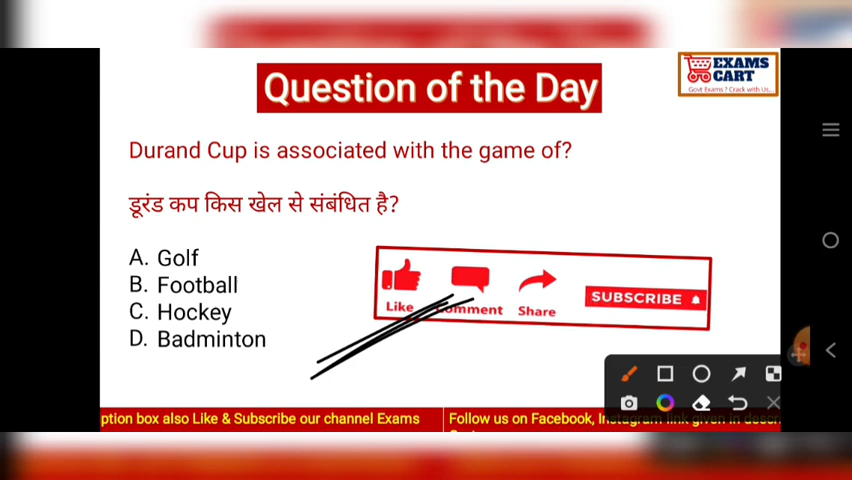 EXAMS
CART
Govt Exams ? Crack with Us...
Question of the Day
Durand Cup is associated with the game of?
डूरंड कप किस खेल से संबंधित है?
A. Golf
B. Football
C. Hockey
D. Badminton
Like
Comment
Share
SUBSCRIBE
ption box also Like & Subscribe our channel Exams
Follow us on Facebook, Instagram link given in descr